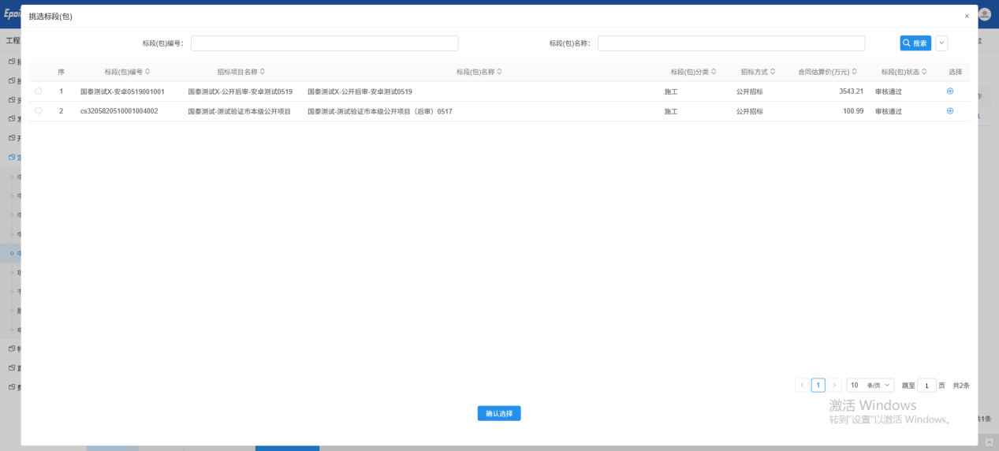 Epoi
挑选标段(包)
×
工程
标段(包)编号：
标段(包)名称：
搜索
过
序 标段(包)编号 招标项目名称 标段(包)名称 标段(包)分类 招标方式 合同估算价(万元) 标段(包)状态 选择
1 国泰测试X-安卓0519001001 国泰测试X-公开后审-安卓测试0519 国泰测试X-公开后审-安卓测试0519 施工 公开招标 3543.21 审核通过
2 cs3205820510001004002 国泰测试-测试验证市本级公开项目 国泰测试-测试验证市本级公开项目（后审）0517 施工 公开招标 100.99 审核通过
1 10 条/页 跳至 1 页 共2条
确认选择
激活 Windows
转到"设置"以激活 Windows。
共1条